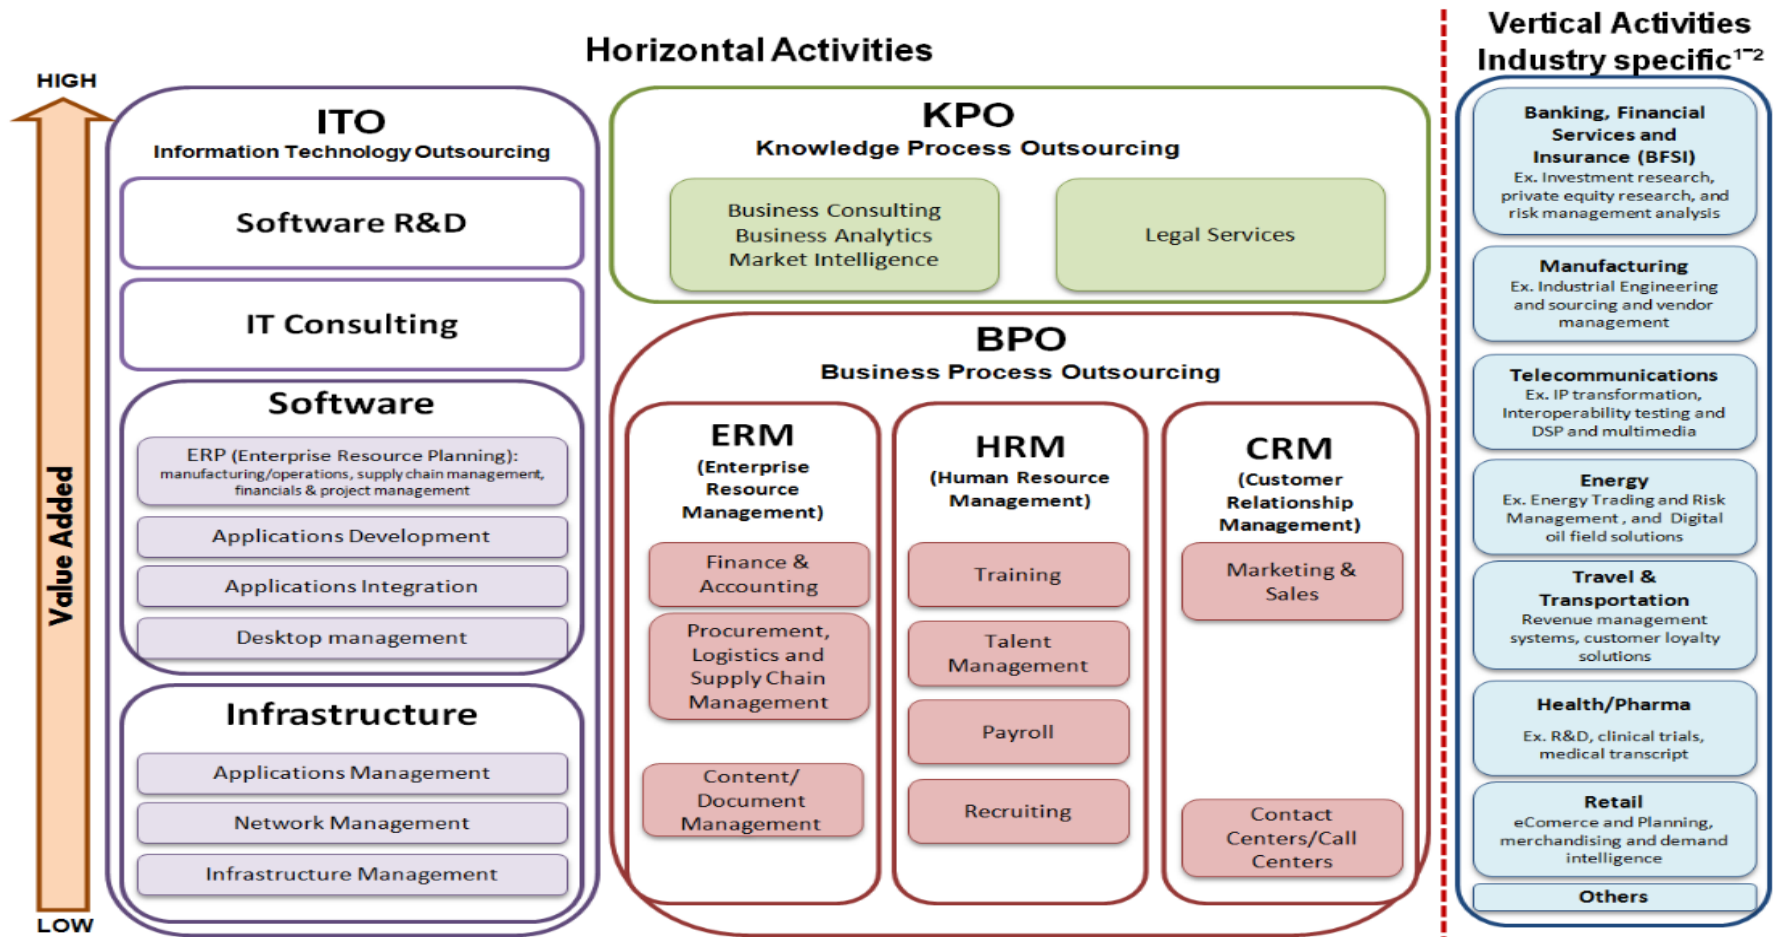 Horizontal Activities
Vertical Activities
Industry specific¹⁻²
HIGH
Value Added
LOW
ITO
Information Technology Outsourcing
Software R&D
IT Consulting
Software
ERP (Enterprise Resource Planning):
manufacturing/operations, supply chain management,
financials & project management
Applications Development
Applications Integration
Desktop management
Infrastructure
Applications Management
Network Management
Infrastructure Management
KPO
Knowledge Process Outsourcing
Business Consulting
Business Analytics
Market Intelligence
Legal Services
BPO
Business Process Outsourcing
ERM
(Enterprise
Resource
Management)
Finance &
Accounting
Procurement,
Logistics and
Supply Chain
Management
Content/
Document
Management
HRM
(Human Resource
Management)
Training
Talent
Management
Payroll
Recruiting
CRM
(Customer
Relationship
Management)
Marketing &
Sales
Contact
Centers/Call
Centers
Banking, Financial
Services and
Insurance (BFSI)
Ex. Investment research,
private equity research, and
risk management analysis
Manufacturing
Ex. Industrial Engineering
and sourcing and vendor
management
Telecommunications
Ex. IP transformation,
Interoperability testing and
DSP and multimedia
Energy
Ex. Energy Trading and Risk
Management , and Digital
oil field solutions
Travel &
Transportation
Revenue management
systems, customer loyalty
solutions
Health/Pharma
Ex. R&D, clinical trials,
medical transcript
Retail
eComerce and Planning,
merchandising and demand
intelligence
Others